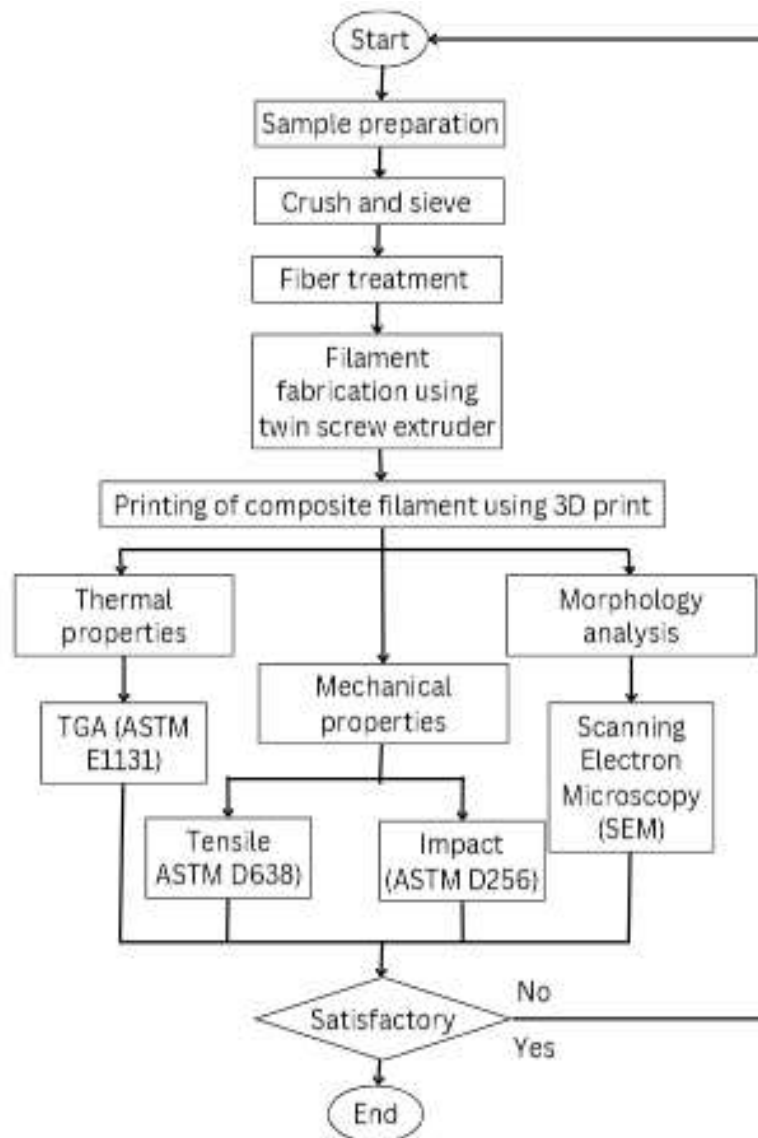 Start
Sample preparation
Crush and sieve
Fiber treatment
Filament
fabrication using
twin screw extruder
Printing of composite filament using 3D print
Thermal
properties
Morphology
analysis
Mechanical
properties
TGA (ASTM
E1131)
Scanning
Electron
Microscopy
(SEM)
Tensile
ASTM D638)
Impact
(ASTM D256)
Satisfactory
No
Yes
End